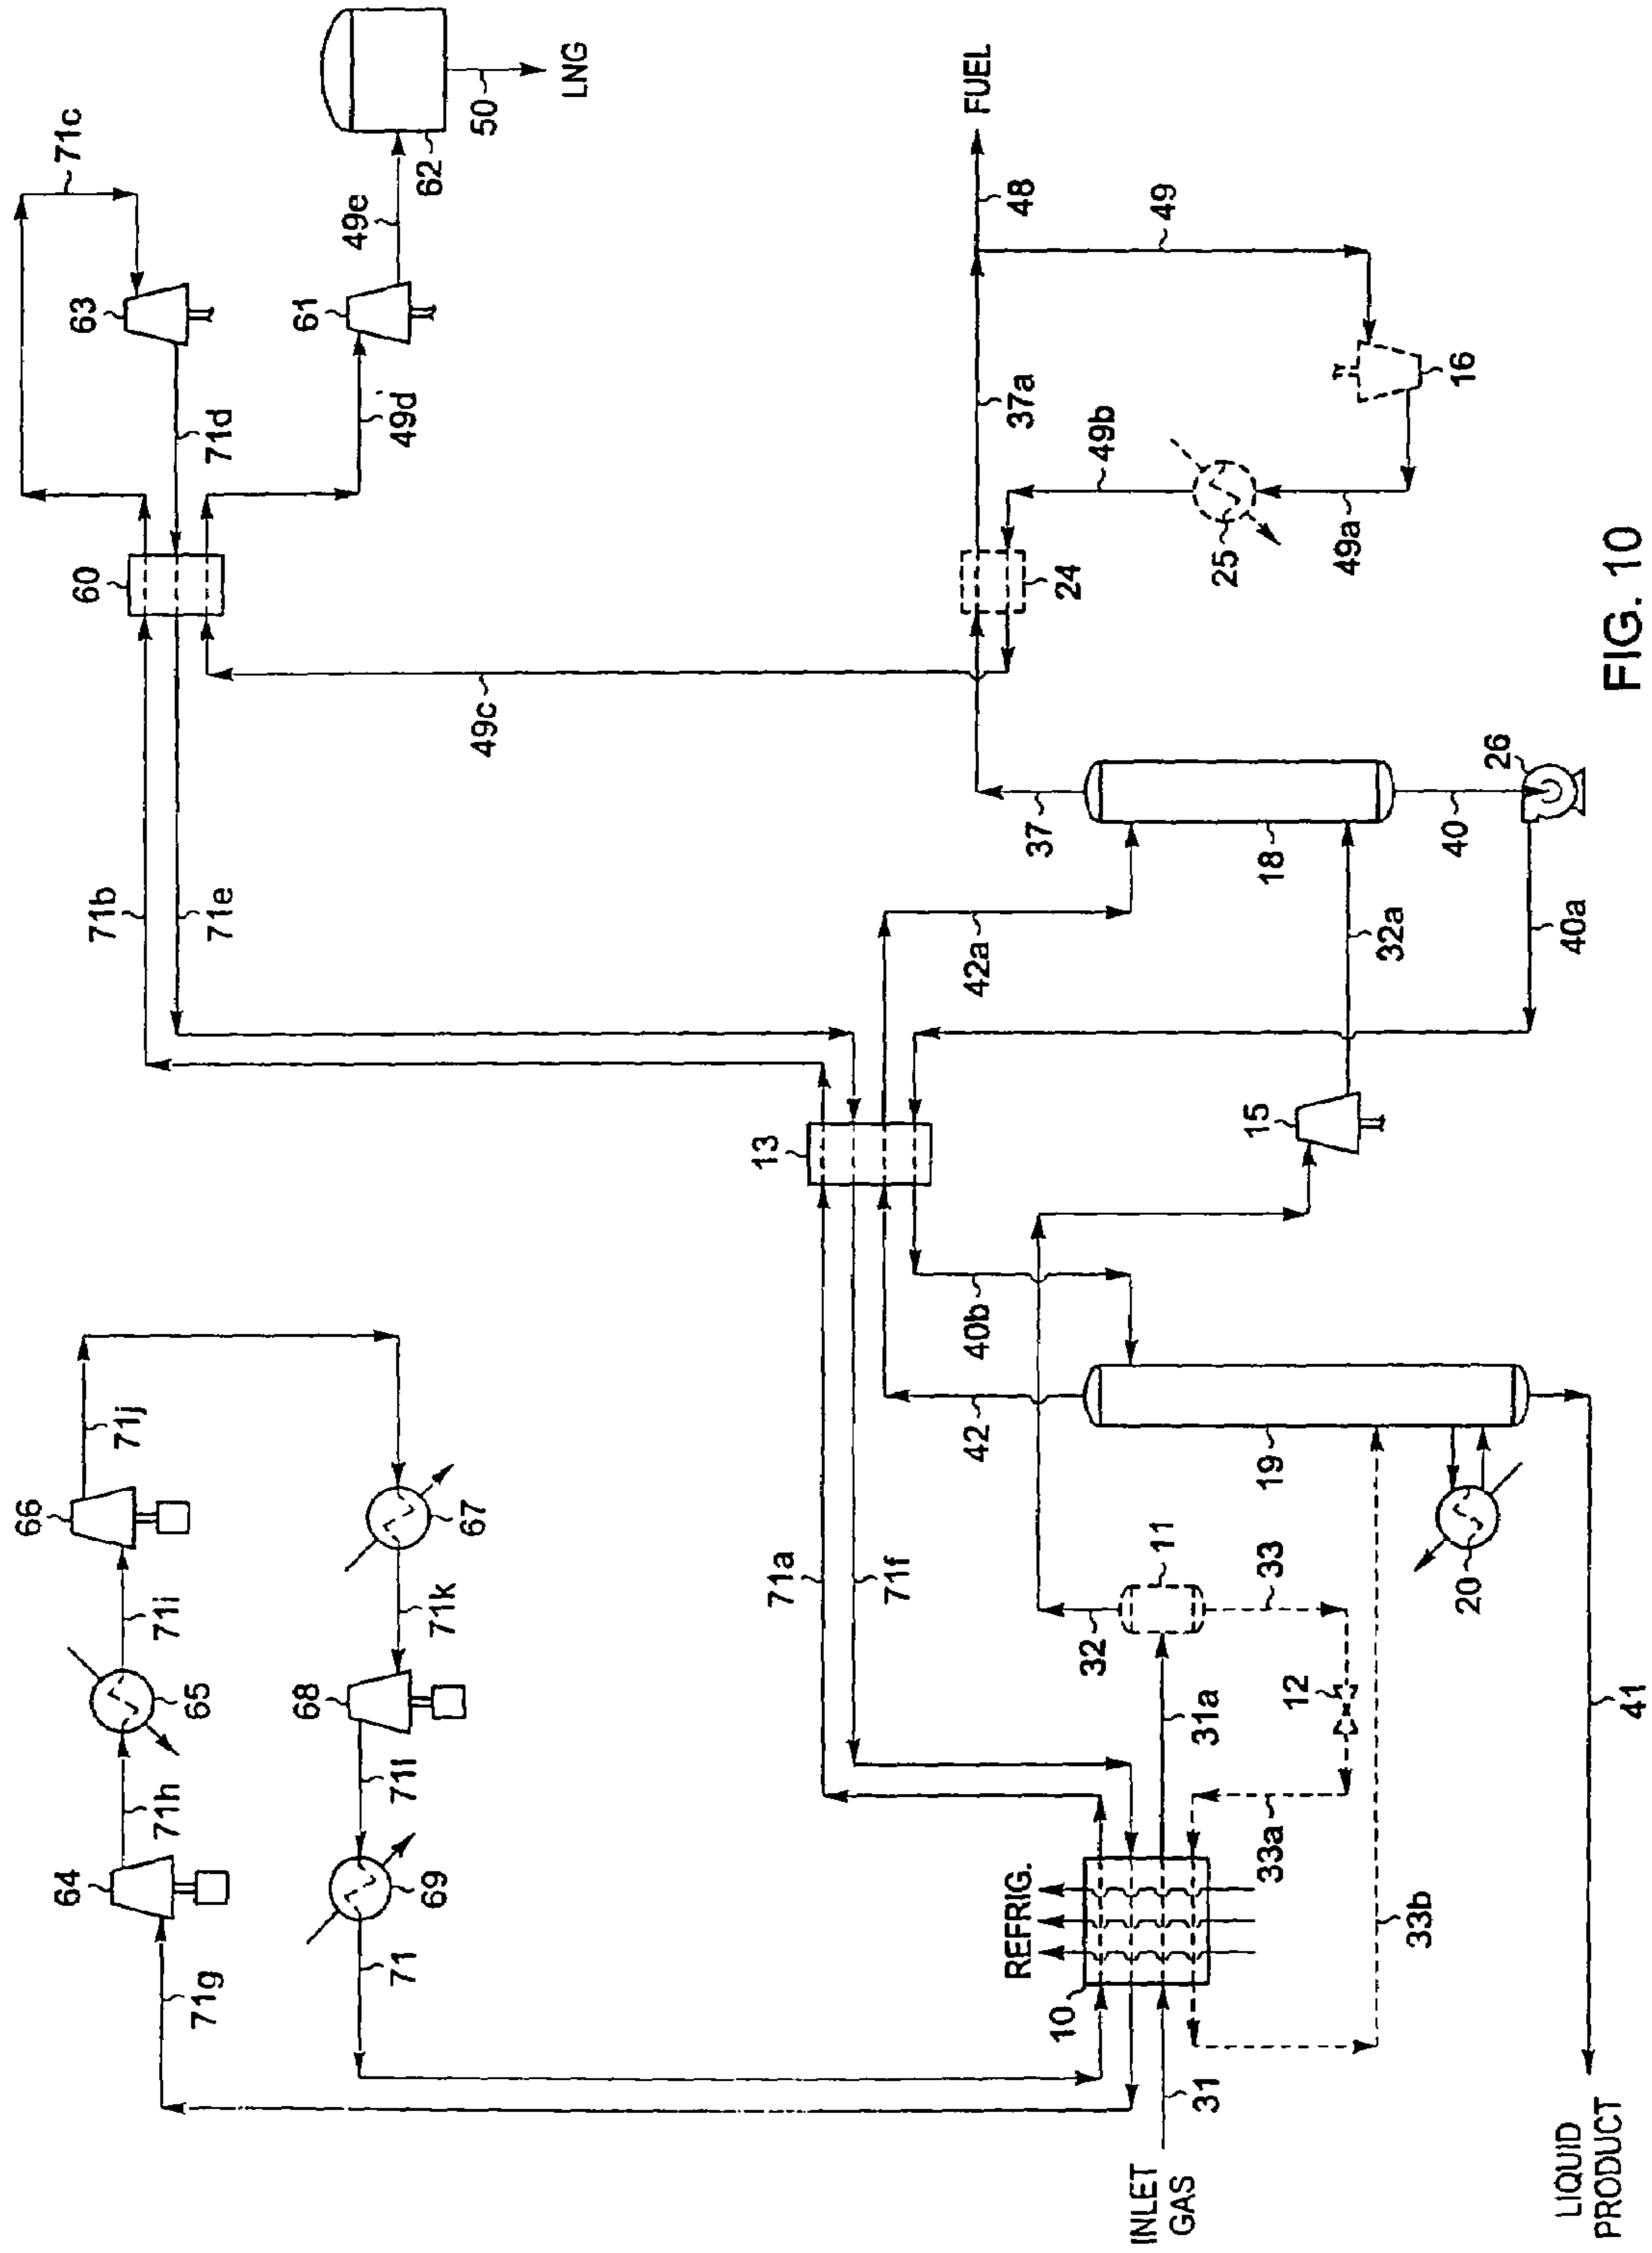 71g
64
71h
65
71i
66
71j
67
71k
68
71l
69
71
71a
71f
71b
71e
60
71d
63
71c
49d
61
49e
62
50
LNG
49c
13
42a
40b
42
REFRIG.
10
INLET
GAS
31
31a
32
11
33
12
33a
33b
19
20
41
LIQUID
PRODUCT
15
32a
18
37
40
26
40a
24
37a
48
FUEL
49
16
49a
25
49b
FIG. 10